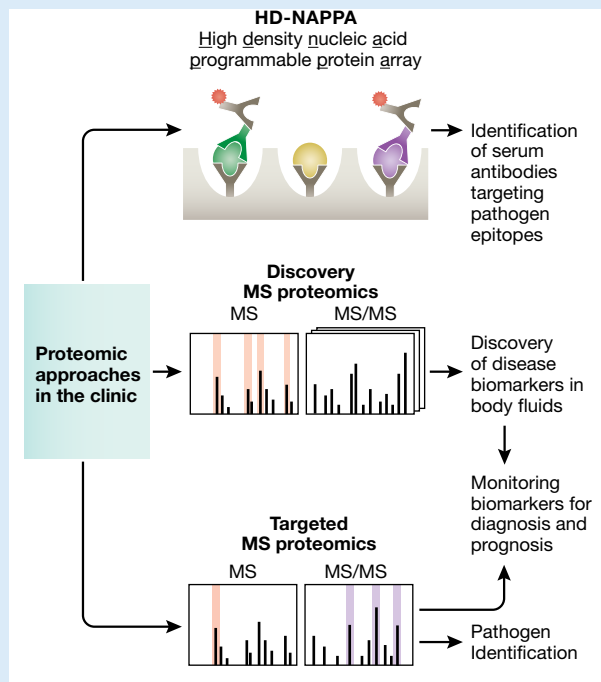 HD-NAPPA
High density nucleic acid
programmable protein array
Identification
of serum
antibodies
targeting
pathogen
epitopes
Proteomic
approaches
in the clinic
Discovery
MS proteomics
MS
MS/MS
Discovery
of disease
biomarkers in
body fluids
Monitoring
biomarkers for
diagnosis and
prognosis
Targeted
MS proteomics
MS
MS/MS
Pathogen
Identification